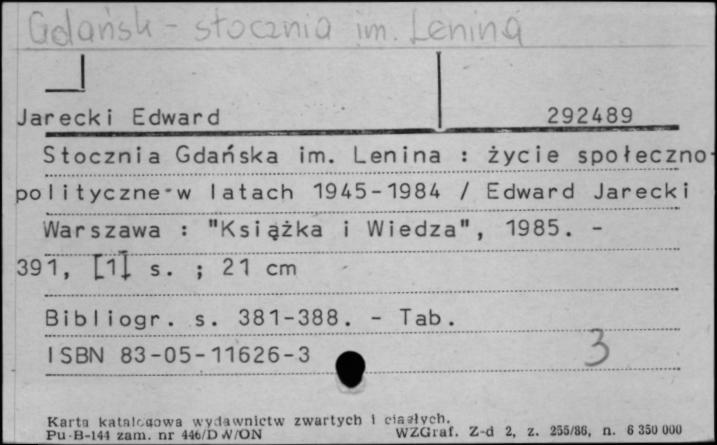 Gdańsk - stocznia im. Lenina
Jarecki Edward 292489
Stocznia Gdańska im. Lenina : życie społeczno-
polityczne w latach 1945-1984 / Edward Jarecki
Warszawa : "Książka i Wiedza", 1985. -
391, [1] s. ; 21 cm
Bibliogr. s. 381-388. - Tab.
ISBN 83-05-11626-3
3
Karta katalogowa wydawnictw zwartych i ciągłych.
Pu-B-144 zam. nr 446/D W/ON WZGraf. Z-d 2, z. 255/86, n. 6 350 000